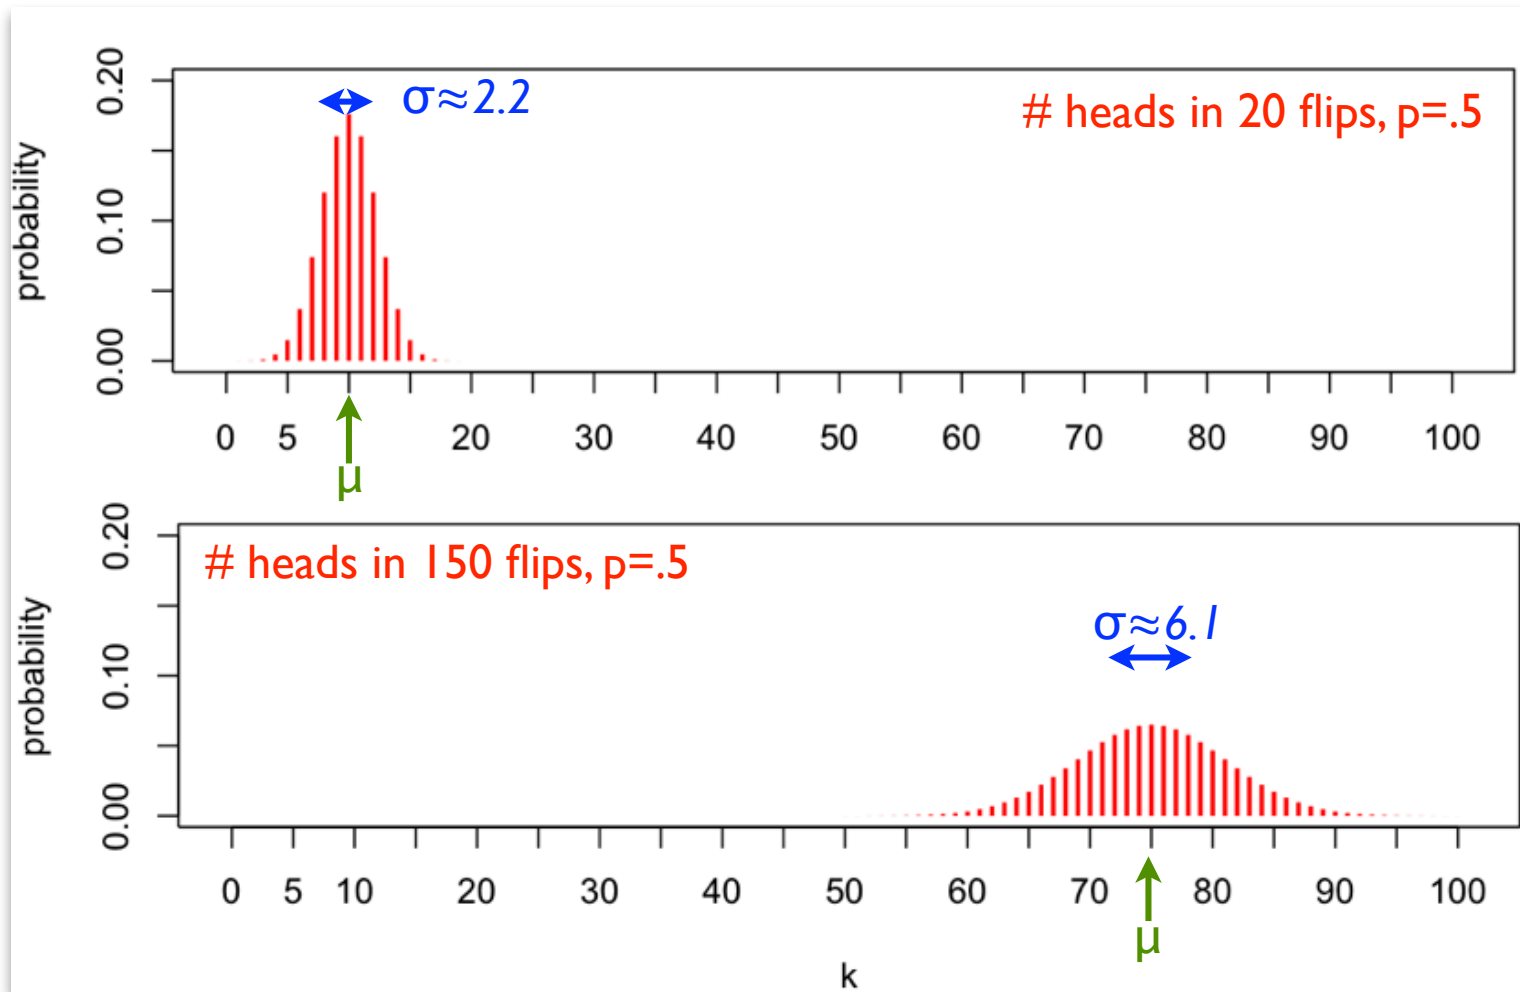 0.20
σ≈2.2
# heads in 20 flips, p=.5
probability
0.10
0.00
0 5 20 30 40 50 60 70 80 90 100
μ
0.20
# heads in 150 flips, p=.5
σ≈6.1
probability
0.10
0.00
0 5 10 20 30 40 50 60 70 80 90 100
μ
k